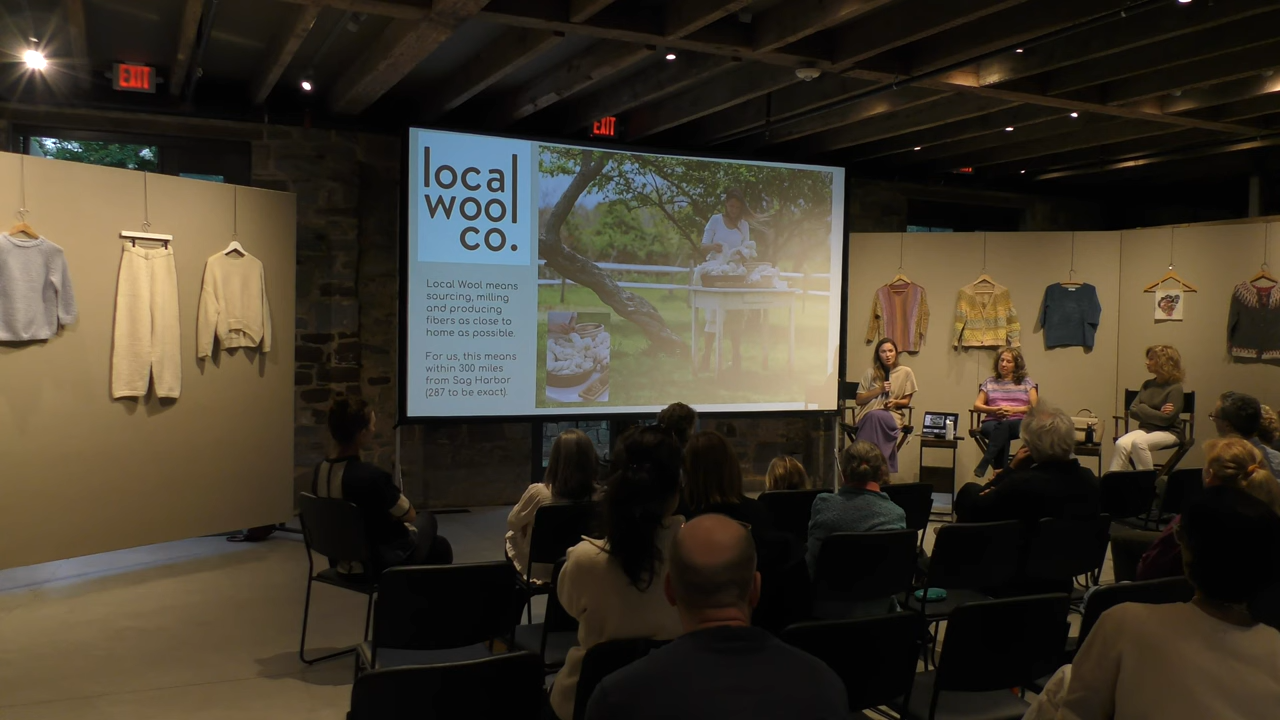 EXIT
EXIT
local
wool
co.
Local Wool means
sourcing, milling
and producing
fibers as close to
home as possible.
For us, this means
within 300 miles
from Sag Harbor
(287 to be exact).